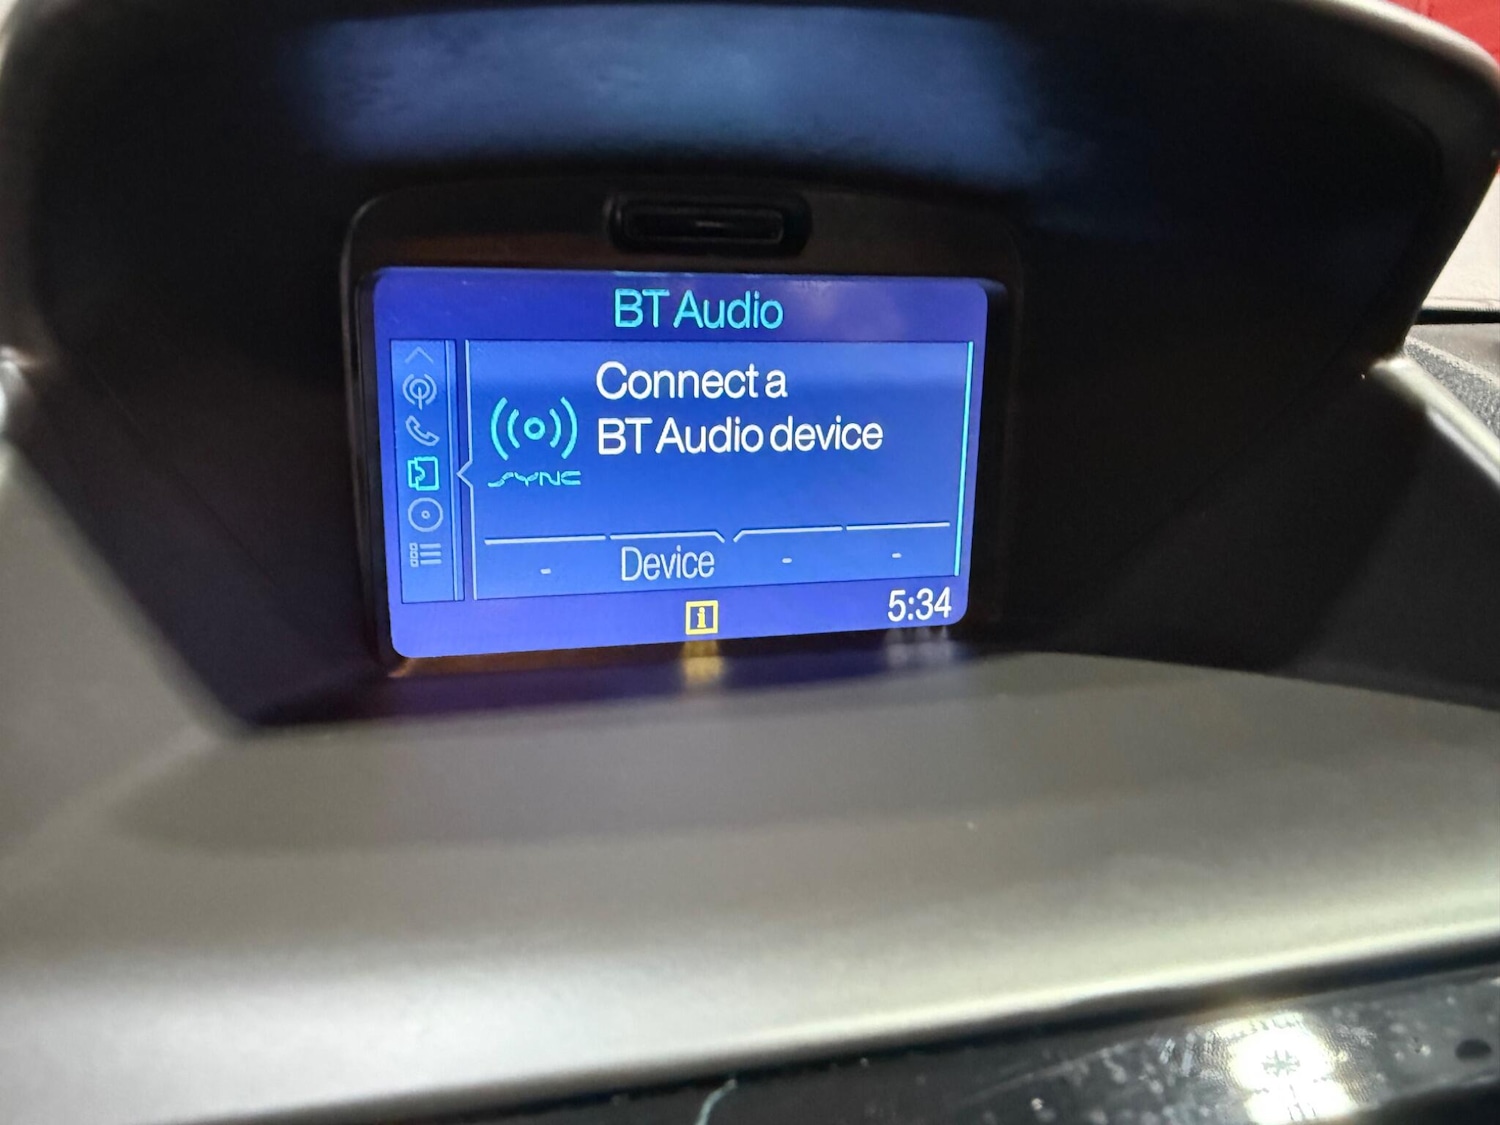 BT Audio
Connect a
BT Audio device
SYNC
- Device - -
i
5:34